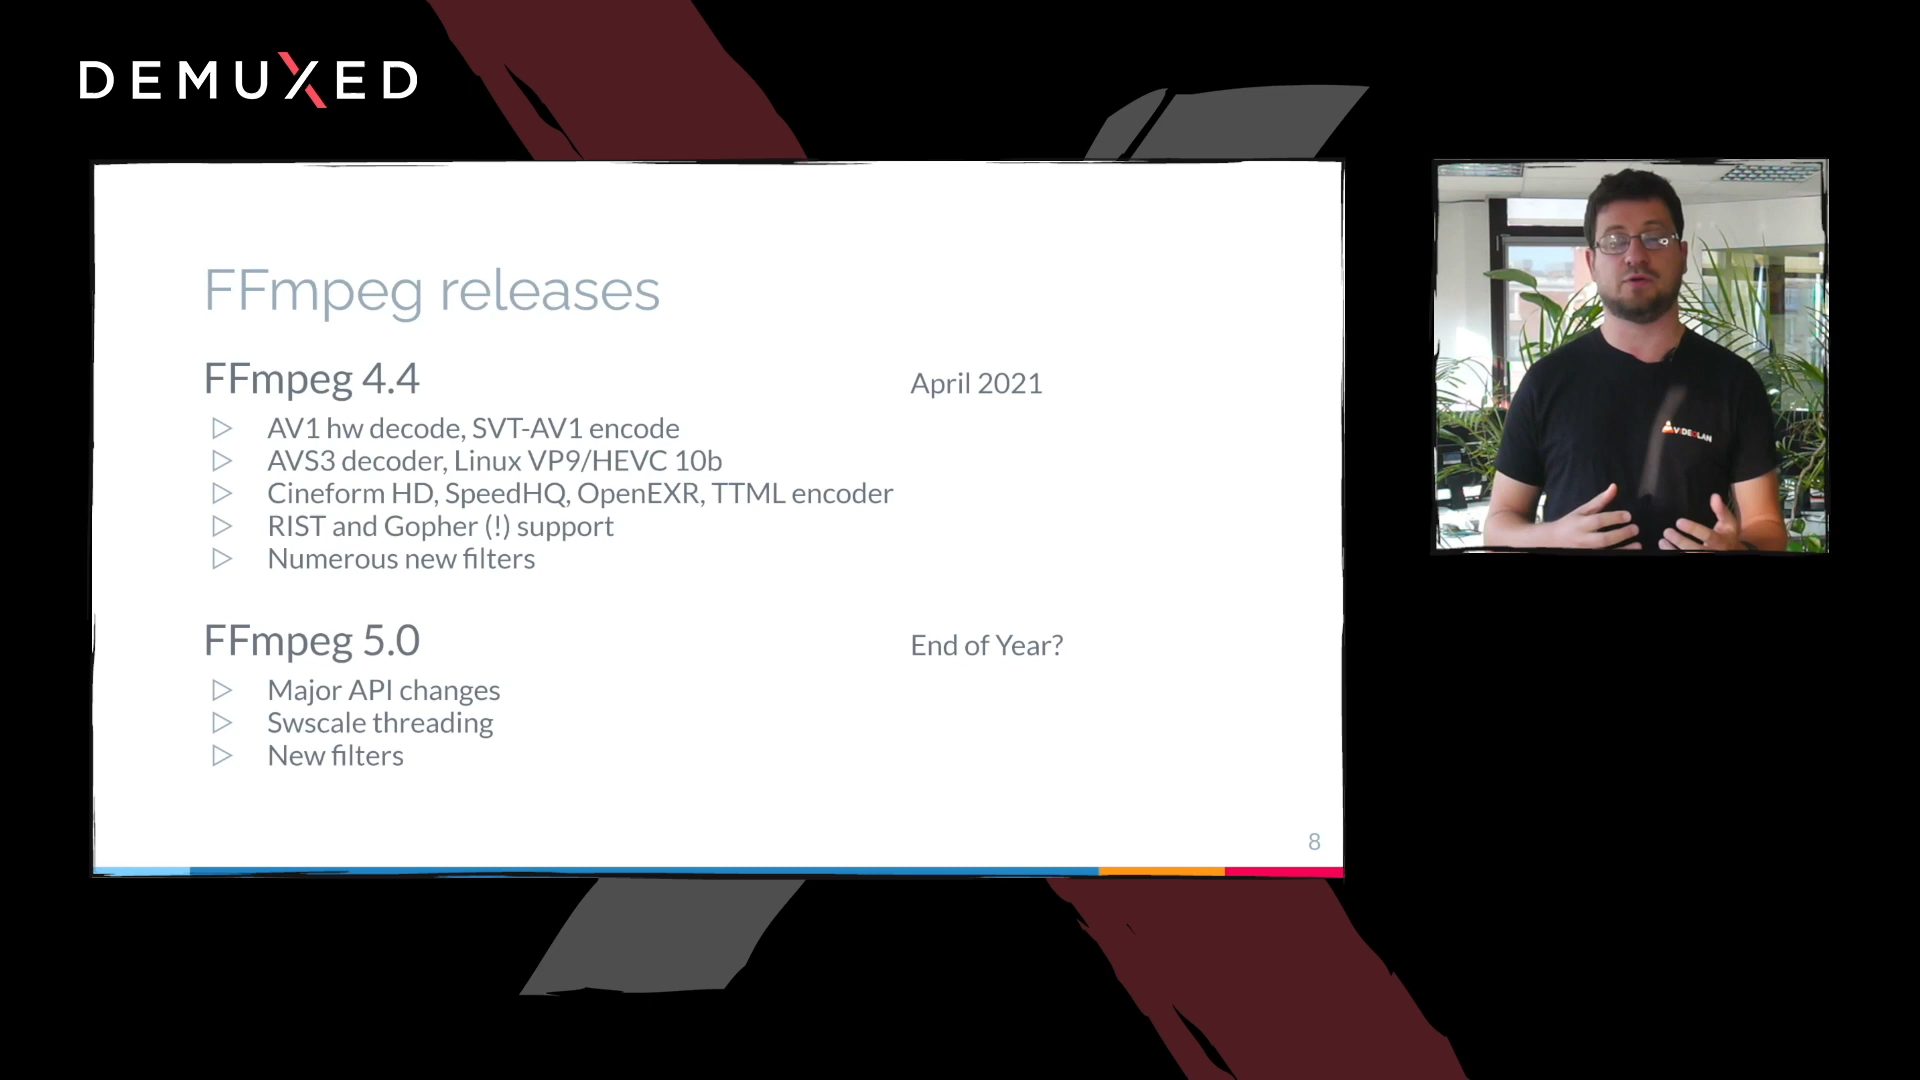 DEMUXED
FFmpeg releases
FFmpeg 4.4
April 2021
▷ AV1 hw decode, SVT-AV1 encode
▷ AVS3 decoder, Linux VP9/HEVC 10b
▷ Cineform HD, SpeedHQ, OpenEXR, TTML encoder
▷ RIST and Gopher (!) support
▷ Numerous new filters
FFmpeg 5.0
End of Year?
▷ Major API changes
▷ Swscale threading
▷ New filters
8
VIDEOLAN